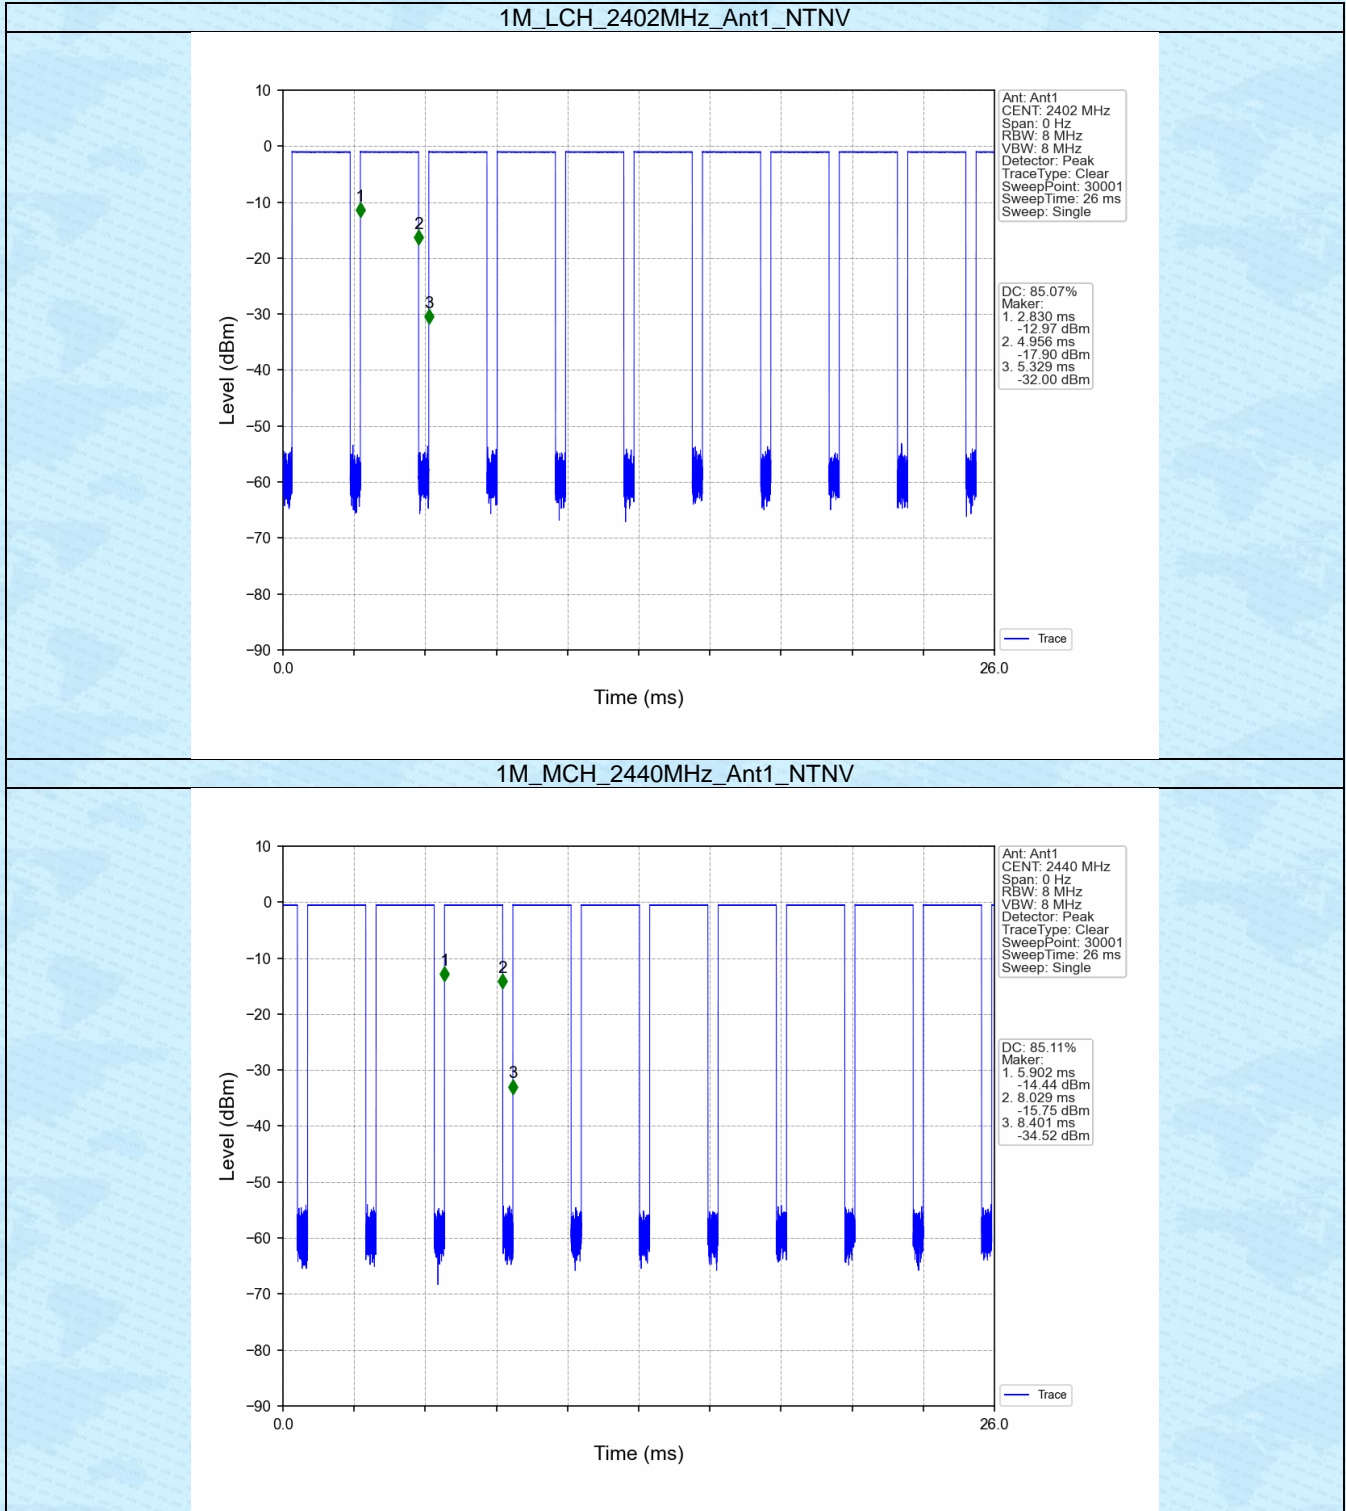 1M_LCH_2402MHz_Ant1_NTNV
10
0
−10
−20
−30
−40
−50
−60
−70
−80
−90
Level (dBm)
1
2
3
0.0
26.0
Time (ms)
Ant: Ant1
CENT: 2402 MHz
Span: 0 Hz
RBW: 8 MHz
VBW: 8 MHz
Detector: Peak
TraceType: Clear
SweepPoint: 30001
SweepTime: 26 ms
Sweep: Single
DC: 85.07%
Maker:
1. 2.830 ms
-12.97 dBm
2. 4.956 ms
-17.90 dBm
3. 5.329 ms
-32.00 dBm
Trace
1M_MCH_2440MHz_Ant1_NTNV
10
0
−10
−20
−30
−40
−50
−60
−70
−80
−90
Level (dBm)
1
2
3
0.0
26.0
Time (ms)
Ant: Ant1
CENT: 2440 MHz
Span: 0 Hz
RBW: 8 MHz
VBW: 8 MHz
Detector: Peak
TraceType: Clear
SweepPoint: 30001
SweepTime: 26 ms
Sweep: Single
DC: 85.11%
Maker:
1. 5.902 ms
-14.44 dBm
2. 8.029 ms
-15.75 dBm
3. 8.401 ms
-34.52 dBm
Trace